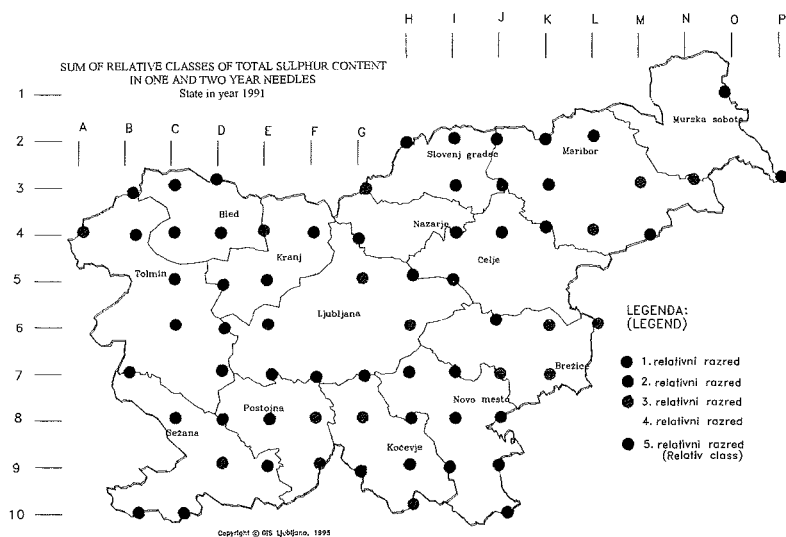 SUM OF RELATIVE CLASSES OF TOTAL SULPHUR CONTENT
IN ONE AND TWO YEAR NEEDLES
State in year 1991
H I J K L M N O P
A B C D E F G
1
2
3
4
5
6
7
8
9
10
Murska sobota
Slovenj gradec
Maribor
Bled
Nazarje
Kranj
Celje
Tolmin
Ljubljana
Brežice
Novo mesto
Postojna
Sežana
Kočevje
LEGENDA:
(LEGEND)
1. relativni razred
2. relativni razred
3. relativni razred
4. relativni razred
5. relativni razred
(Relativ class)
Copyright © GIS Ljubljana, 1995